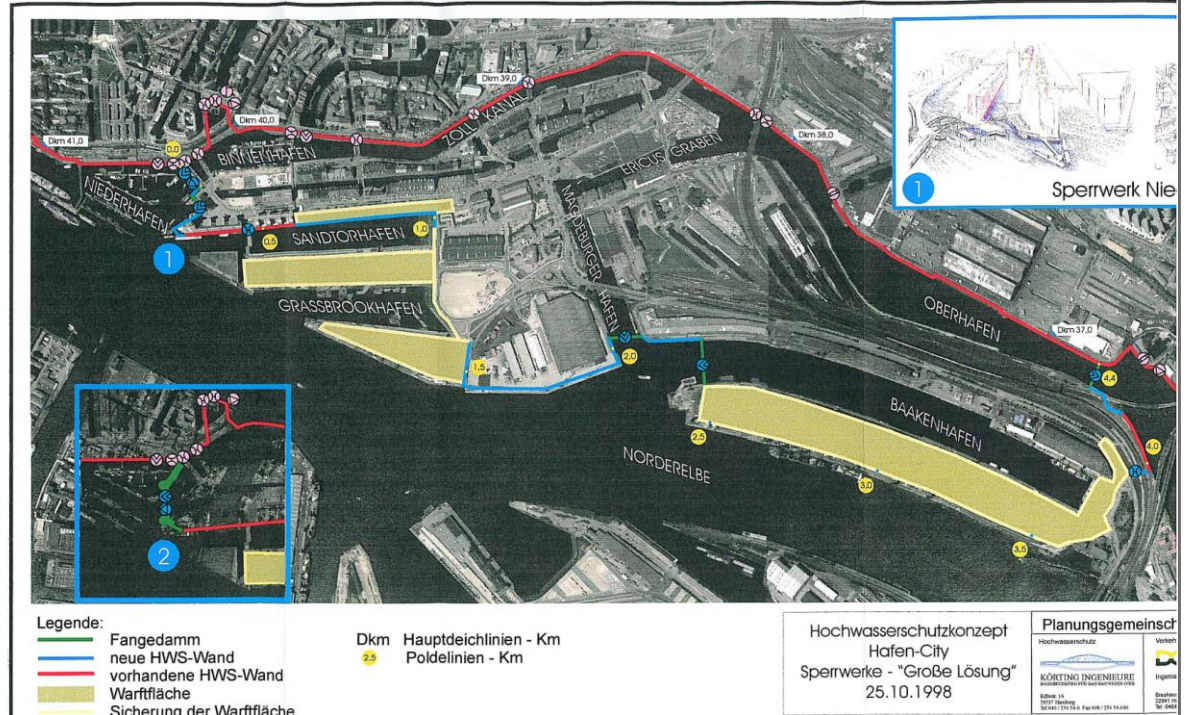 Dkm 41,0
0.0
Dkm 40,0
Dkm 39,0
Dkm 38,0
Dkm 37,0
NIEDERHAFEN
BINNENHAFEN
ZOLL KANAL
ERICUS GRABEN
MAGDEBURGER HAFEN
SANDTORHAFEN
GRASSBROOKHAFEN
OBERHAFEN
BAAKENHAFEN
NORDERELBE
0,5
1,0
1,5
2,0
2.5
3,0
3,5
4.0
4,4
1
2
1
Sperrwerk Nie
Legende:
Fangedamm
neue HWS-Wand
vorhandene HWS-Wand
Warftfläche
Sicherung der Warftfläche
Dkm Hauptdeichlinien - Km
2.5 Poldelinien - Km
Hochwasserschutzkonzept
Hafen-City
Sperrwerke - "Große Lösung"
25.10.1998
Planungsgemeinsch
Hochwasserschutz
KÖRTING INGENIEURE
Verkeh
Ingenie